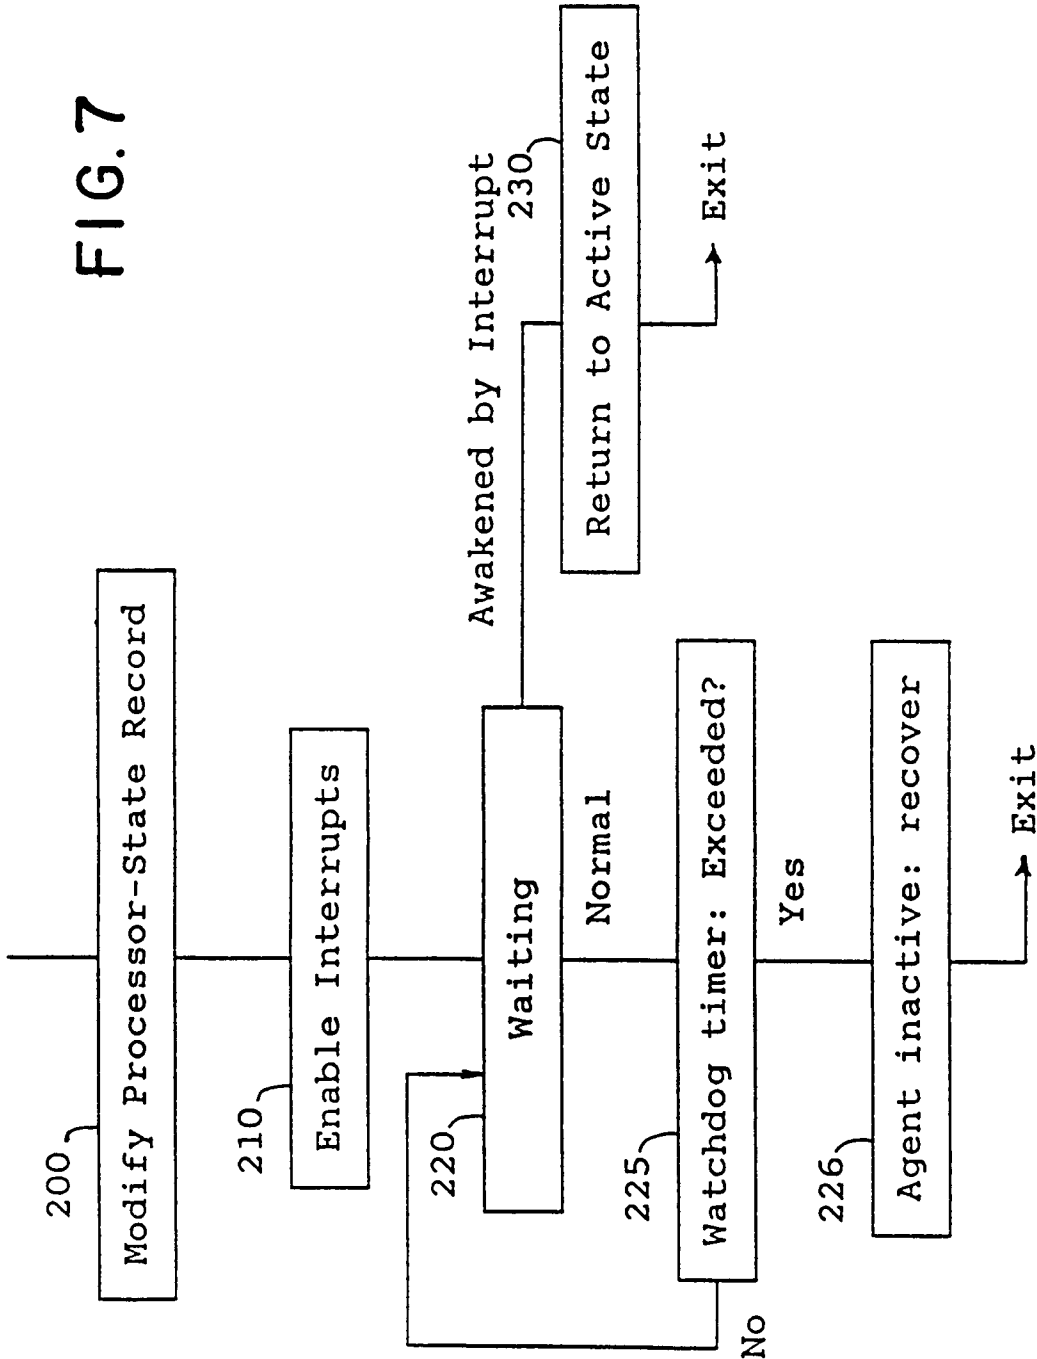 FIG. 7
200
Modify Processor-State Record
210
Enable Interrupts
220
Waiting
Awakened by Interrupt
230
Return to Active State
Exit
Normal
225
Watchdog timer: Exceeded?
No
Yes
226
Agent inactive: recover
Exit